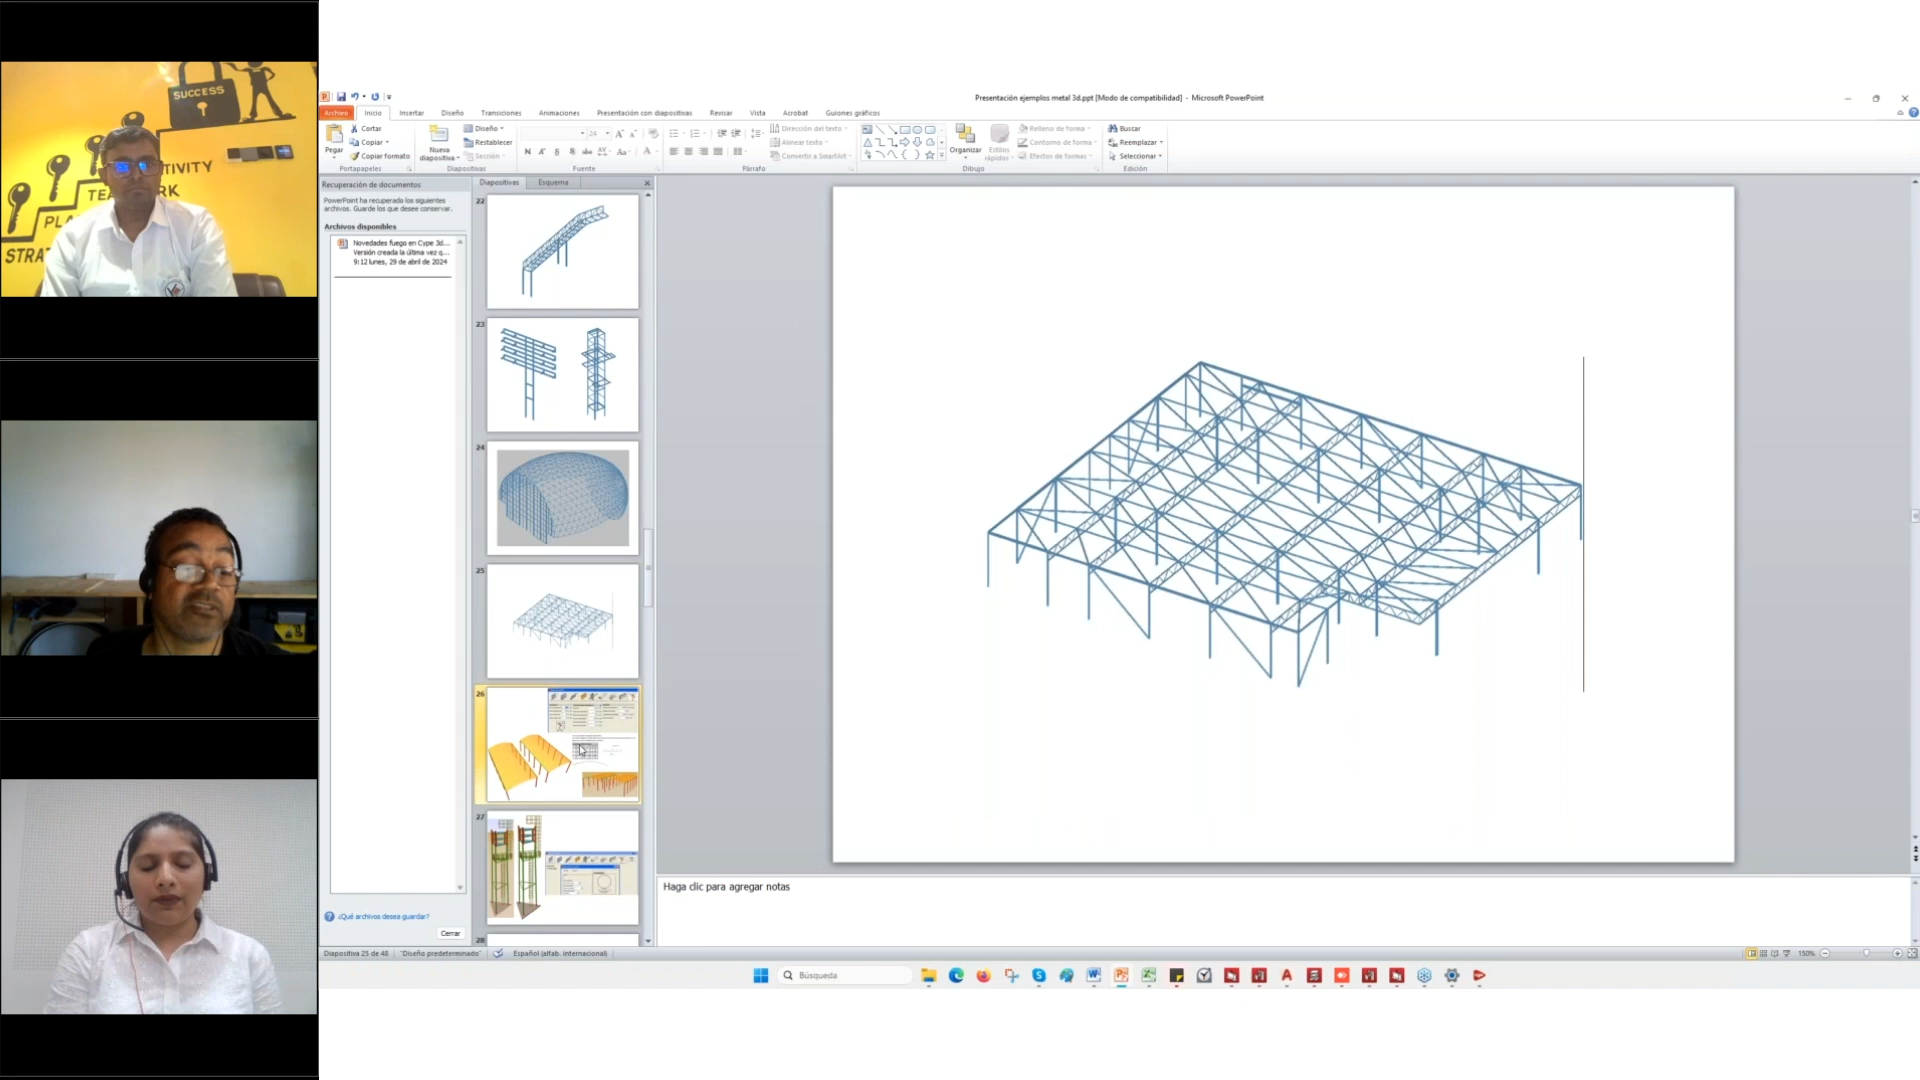 SUCCESS
TIVITY
TE
RK
PLA
STRA
Presentación ejemplos metal 3d.ppt [Modo de compatibilidad] - Microsoft PowerPoint
Archivo
Inicio
Insertar
Diseño
Transiciones
Animaciones
Presentación con diapositivas
Revisar
Vista
Acrobat
Guiones gráficos
Pegar
Cortar
Copiar
Copiar formato
Portapapeles
Nueva
diapositiva
Diseño
Restablecer
Sección
Diapositivas
24
N
Aa
A
Fuente
Dirección del texto
Alinear texto
Convertir a SmartArt
Párrafo
Organizar
Estilos
rápidos
Relleno de forma
Contorno de forma
Efectos de formas
Dibujo
Buscar
Reemplazar
Seleccionar
Edición
Recuperación de documentos
PowerPoint ha recuperado los siguientes
archivos. Guarde los que desee conservar.
Archivos disponibles
Novedades fuego en Cype 3d...
Versión creada la última vez q...
9:12 lunes, 29 de abril de 2024
¿Qué archivos desea guardar?
Cerrar
Diapositivas
Esquema
22
23
24
25
26
27
28
Haga clic para agregar notas
Diapositiva 25 de 48
"Diseño predeterminado"
Español (alfab. internacional)
150%
Búsqueda